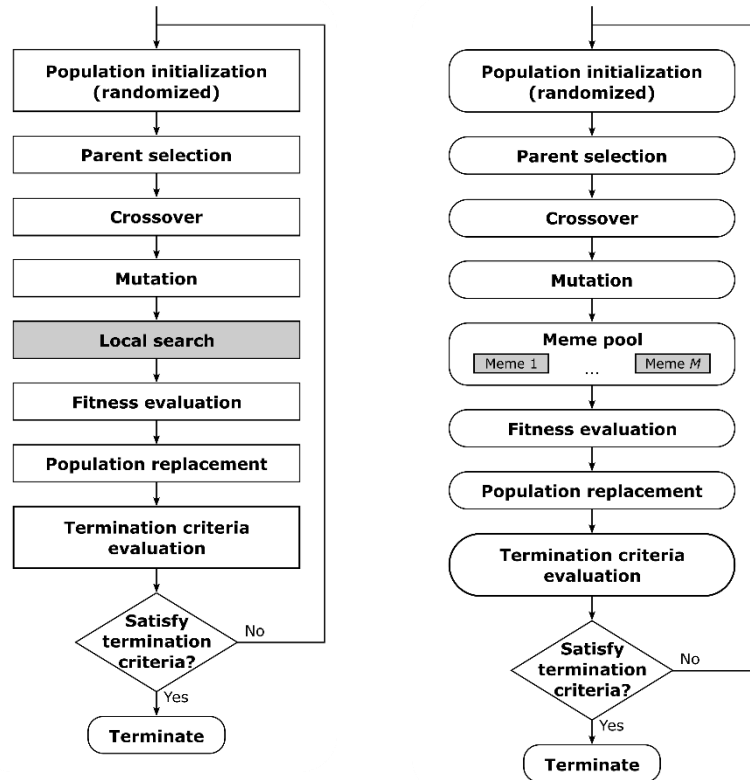 Population initialization
(randomized)
Parent selection
Crossover
Mutation
Local search
Fitness evaluation
Population replacement
Termination criteria
evaluation
Satisfy
termination
criteria?
No
Yes
Terminate
Population initialization
(randomized)
Parent selection
Crossover
Mutation
Meme pool
Meme 1 ... Meme M
Fitness evaluation
Population replacement
Termination criteria
evaluation
Satisfy
termination
criteria?
No
Yes
Terminate